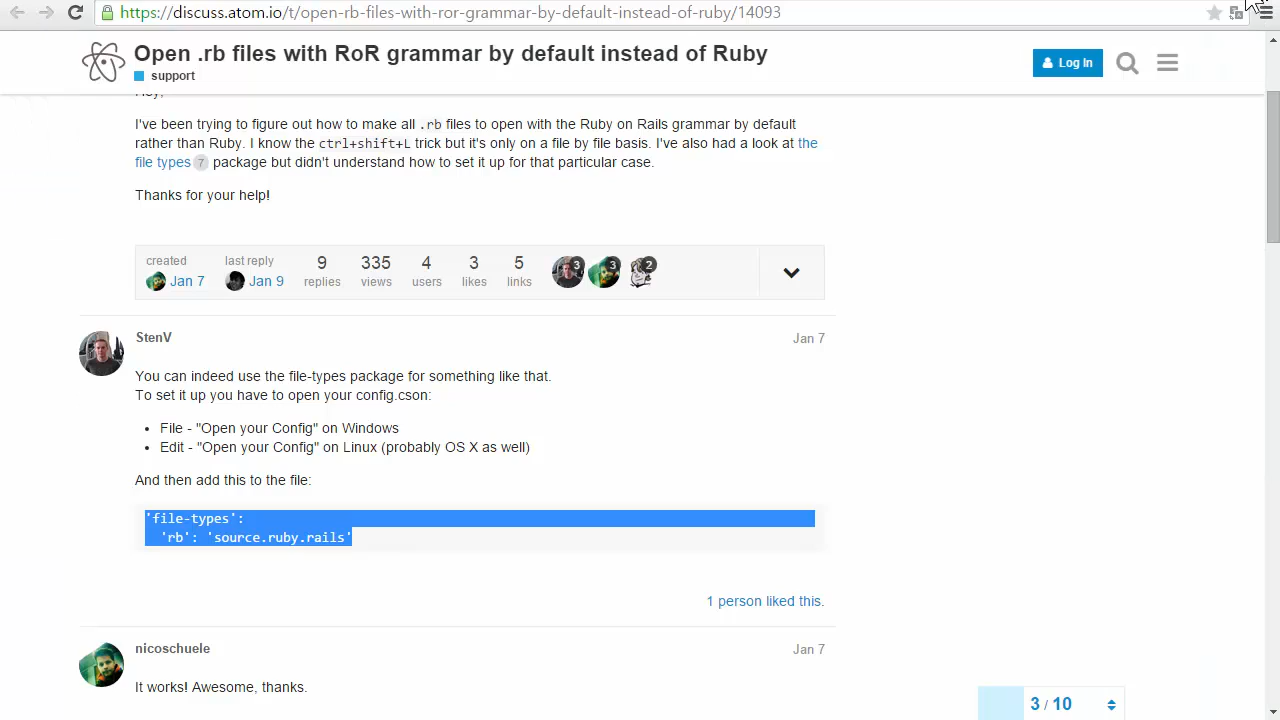 https://discuss.atom.io/t/open-rb-files-with-ror-grammar-by-default-instead-of-ruby/14093
Open .rb files with RoR grammar by default instead of Ruby
support
Log In
Hey,
I've been trying to figure out how to make all .rb files to open with the Ruby on Rails grammar by default
rather than Ruby. I know the ctrl+shift+L trick but it's only on a file by file basis. I've also had a look at the
file types 7 package but didn't understand how to set it up for that particular case.
Thanks for your help!
created last reply 9 335 4 3 5 3 3 2
Jan 7 Jan 9 replies views users likes links
StenV Jan 7
You can indeed use the file-types package for something like that.
To set it up you have to open your config.cson:
• File - "Open your Config" on Windows
• Edit - "Open your Config" on Linux (probably OS X as well)
And then add this to the file:
'file-types':
'rb': 'source.ruby.rails'
1 person liked this.
nicoschuele Jan 7
It works! Awesome, thanks.
3 / 10